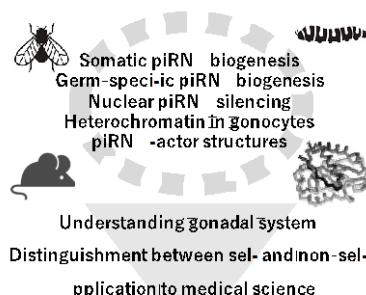 Somatic piRN biogenesis
Germ-speci-ic piRN biogenesis
Nuclear piRN silencing
Heterochromatin in gonocytes
piRN -actor structures
Understanding gonadal system
Distinguishment between sel- and non-sel-
pplication to medical science